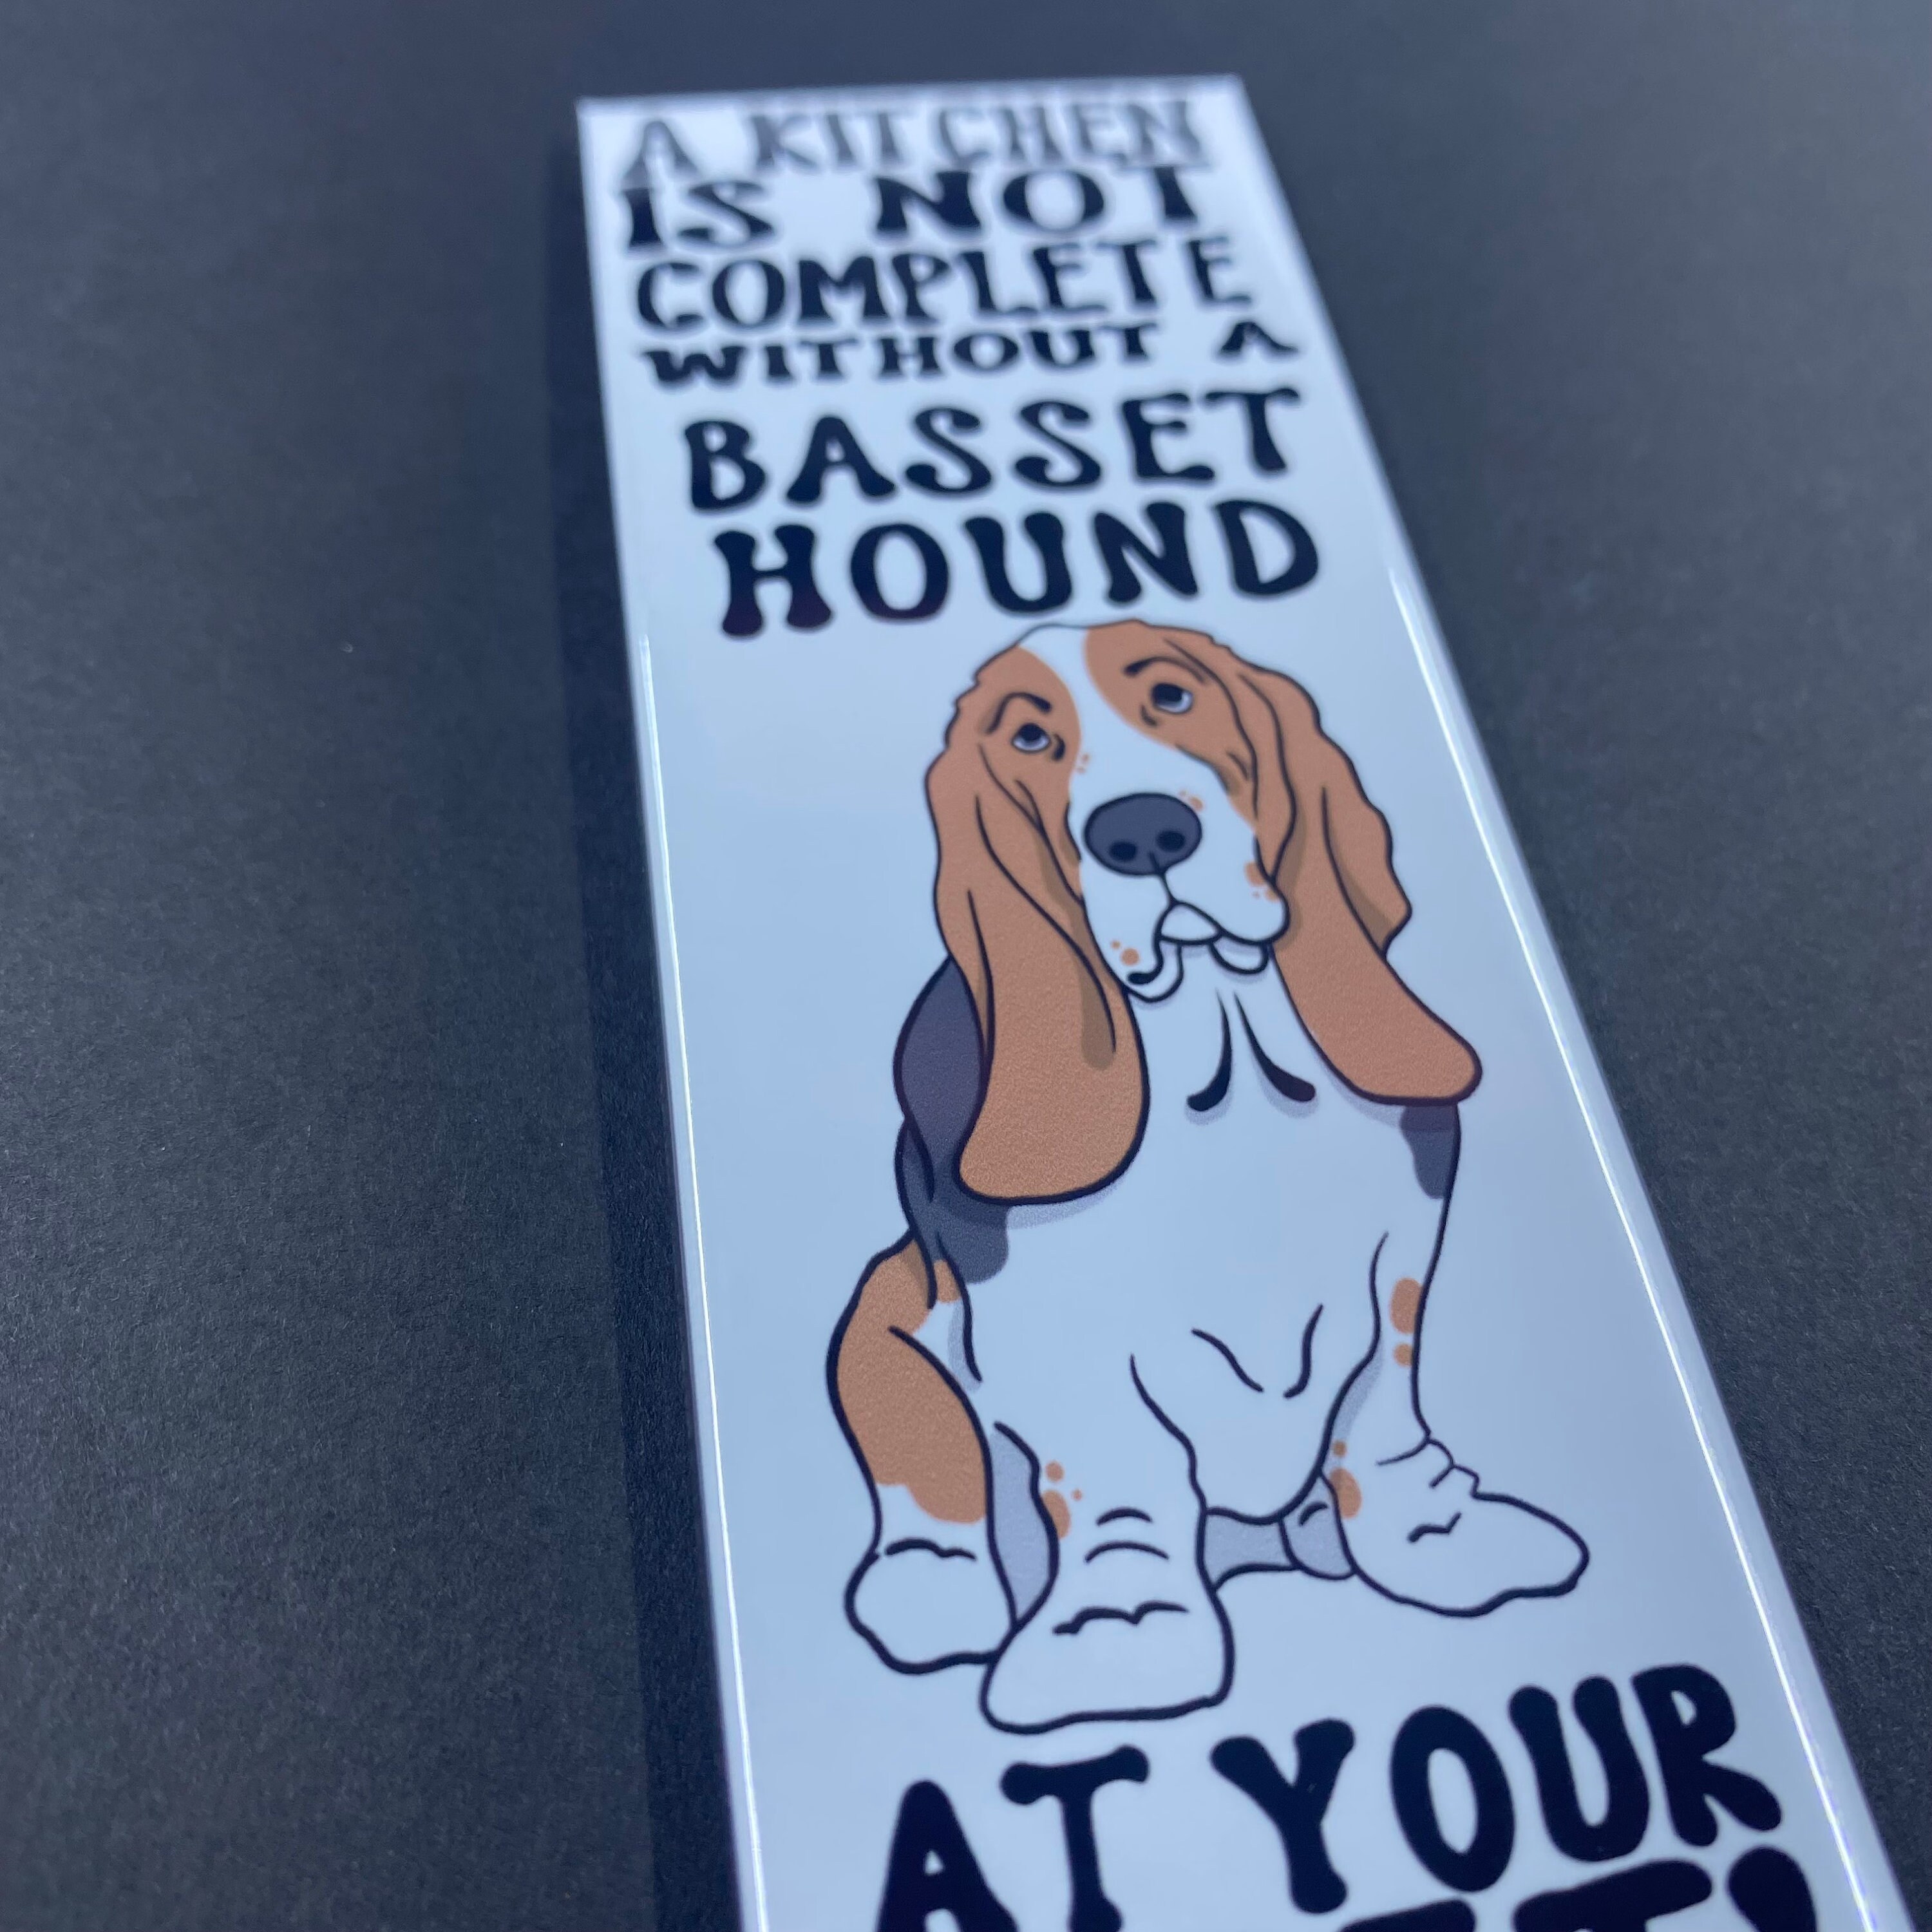 A KITCHEN
IS NOT
COMPLETE
WITHOUT A
BASSET
HOUND
AT YOUR